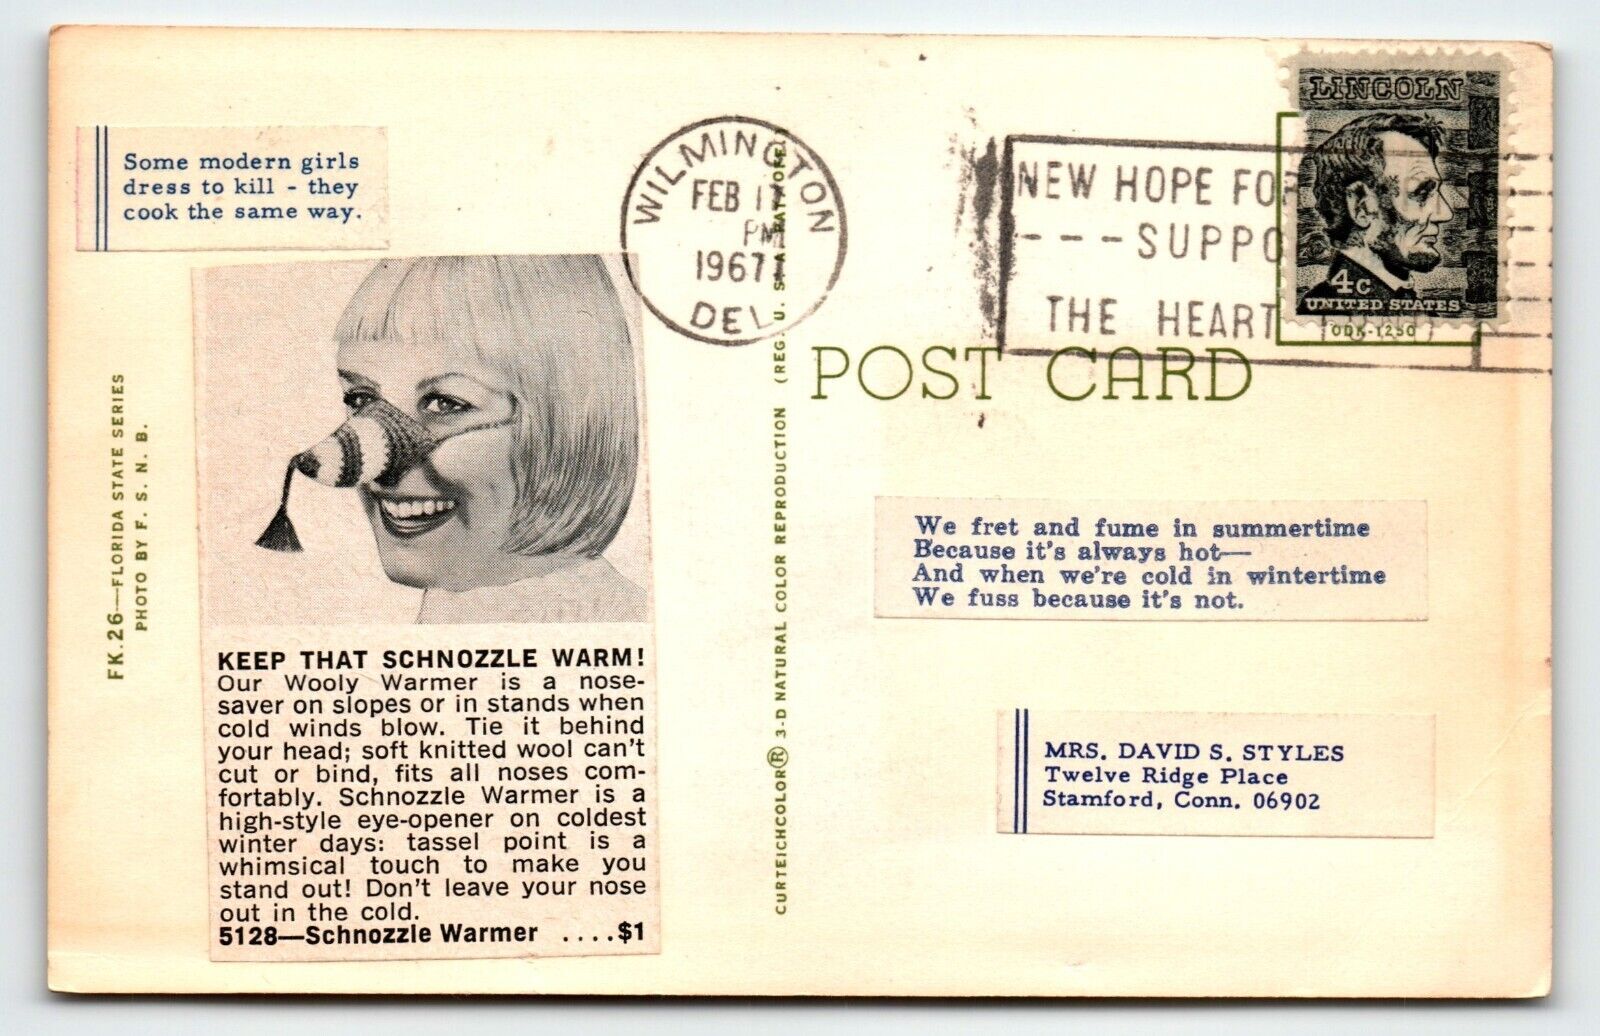 Some modern girls
dress to kill - they
cook the same way.
FK.26—FLORIDA STATE SERIES
PHOTO BY F. S. N. B.
KEEP THAT SCHNOZZLE WARM!
Our Wooly Warmer is a nose-
saver on slopes or in stands when
cold winds blow. Tie it behind
your head; soft knitted wool can't
cut or bind, fits all noses com-
fortably. Schnozzle Warmer is a
high-style eye-opener on coldest
winter days: tassel point is a
whimsical touch to make you
stand out! Don't leave your nose
out in the cold.
5128—Schnozzle Warmer ....$1
CURTEICHCOLOR® 3-D NATURAL COLOR REPRODUCTION (REG. U. S. A. PAT. OFF.)
WILMINGTON
FEB 17
PM
1967
DEL
NEW HOPE FOR
---SUPPO
THE HEART FUND
LINCOLN
4c
UNITED STATES
ODK-1250
POST CARD
We fret and fume in summertime
Because it's always hot—
And when we're cold in wintertime
We fuss because it's not.
MRS. DAVID S. STYLES
Twelve Ridge Place
Stamford, Conn. 06902